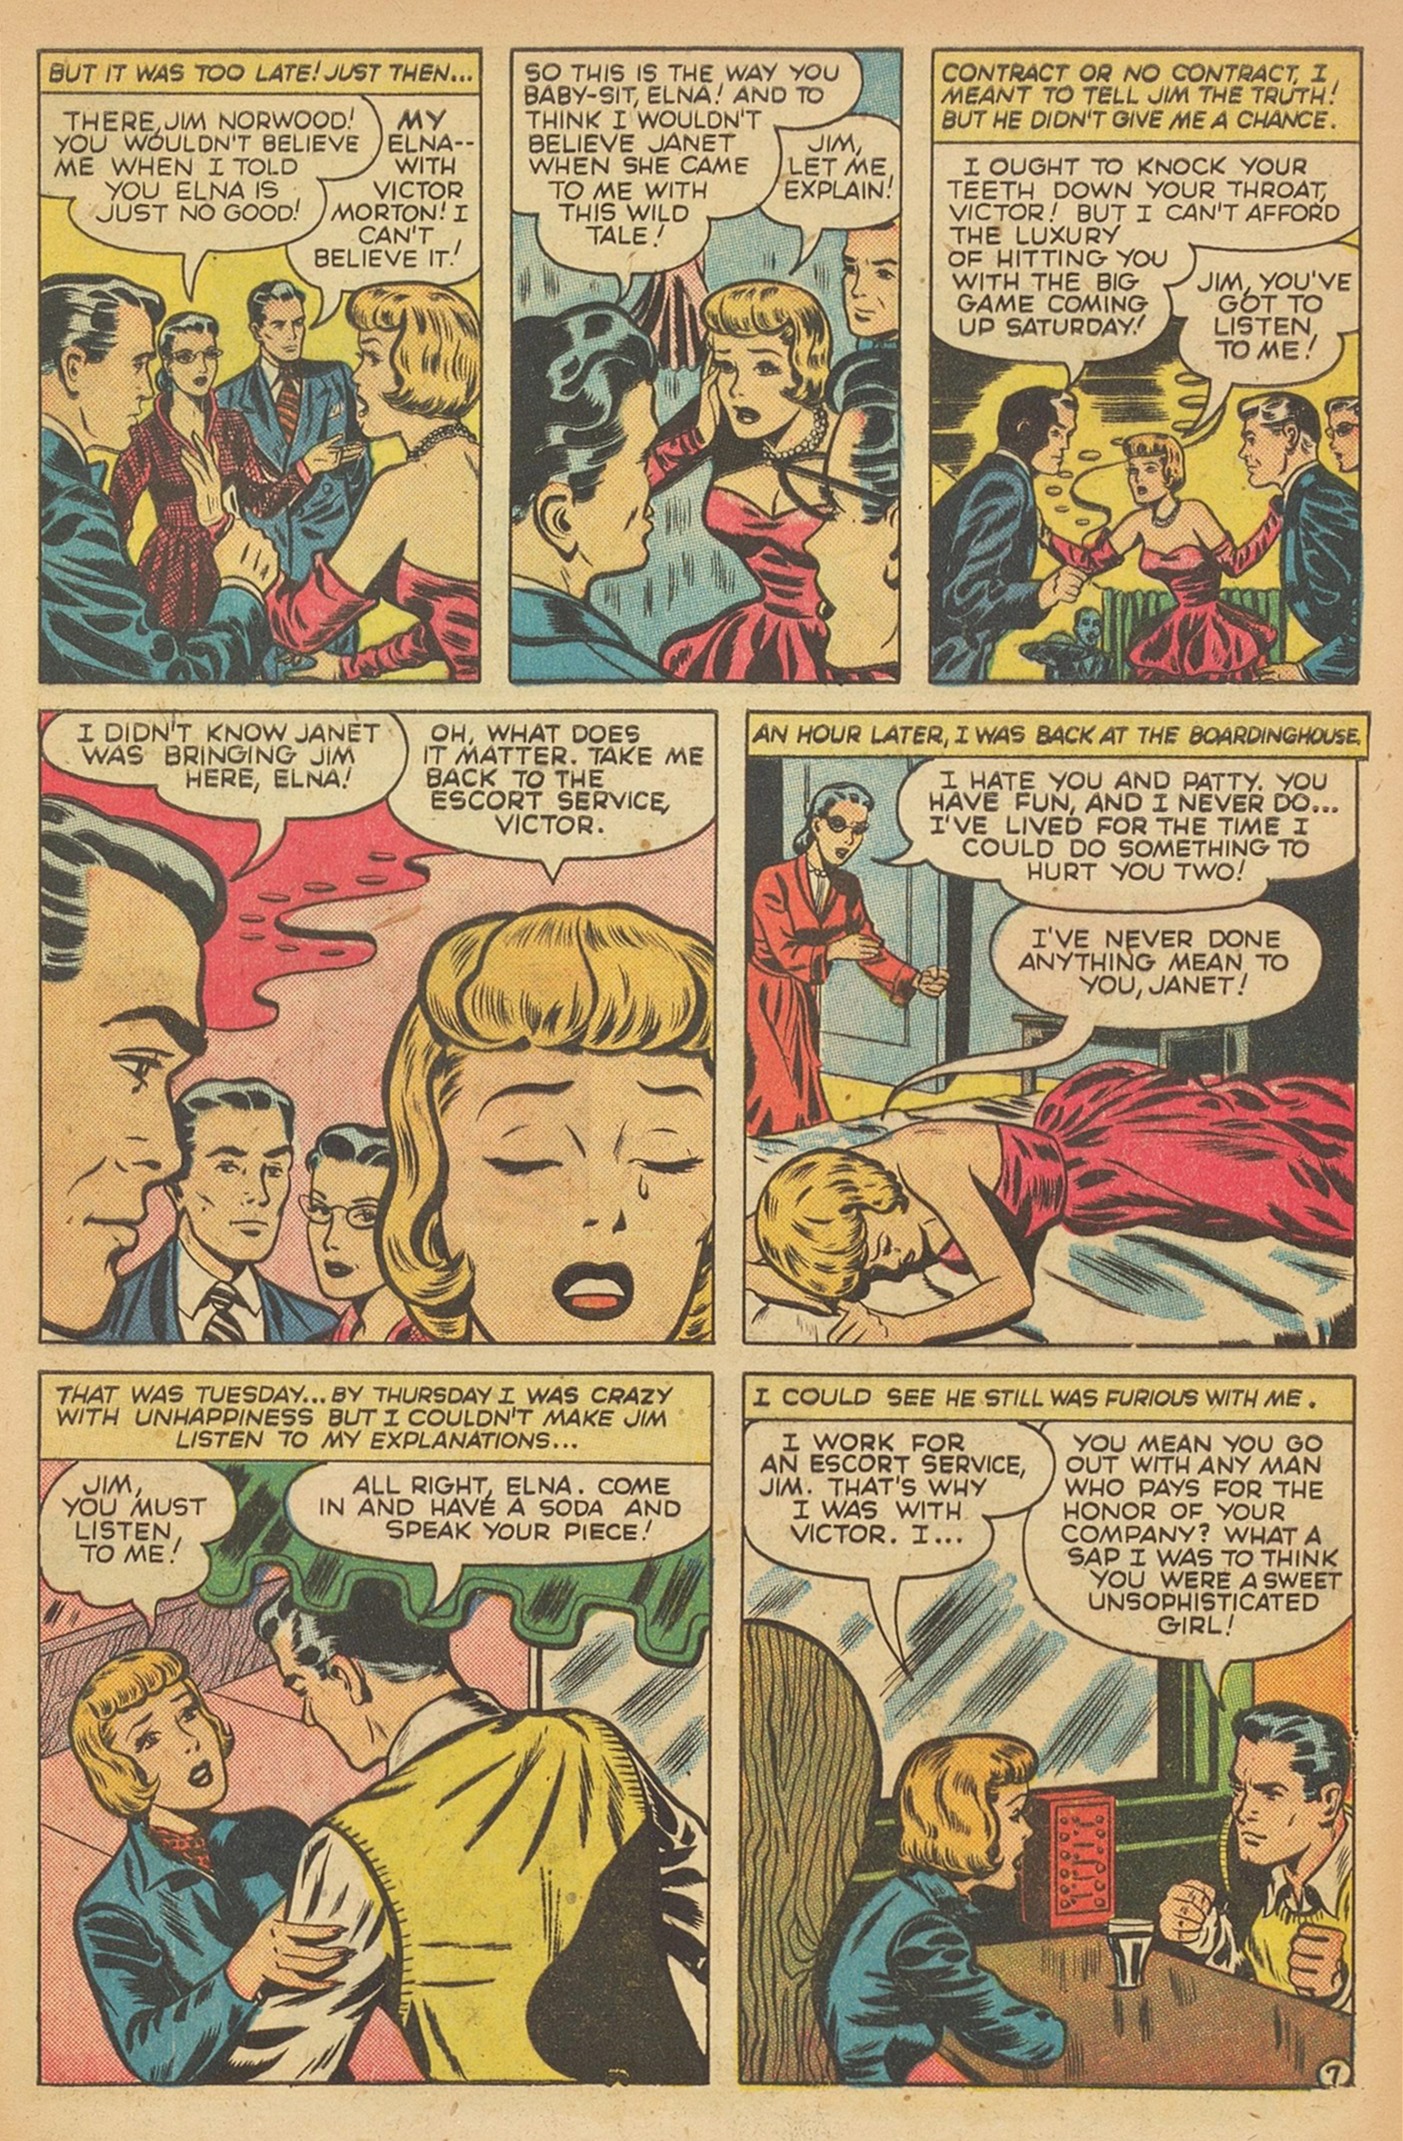 BUT IT WAS TOO LATE! JUST THEN...
THERE, JIM NORWOOD!
YOU WOULDN'T BELIEVE
ME WHEN I TOLD
YOU ELNA IS
JUST NO GOOD!
MY
ELNA--
WITH
VICTOR
MORTON! I
CAN'T
BELIEVE IT!
SO THIS IS THE WAY YOU
BABY-SIT, ELNA! AND TO
THINK I WOULDN'T
BELIEVE JANET
WHEN SHE CAME
TO ME WITH
THIS WILD
TALE!
JIM,
LET ME
EXPLAIN!
CONTRACT OR NO CONTRACT, I
MEANT TO TELL JIM THE TRUTH!
BUT HE DIDN'T GIVE ME A CHANCE.
I OUGHT TO KNOCK YOUR
TEETH DOWN YOUR THROAT,
VICTOR! BUT I CAN'T AFFORD
THE LUXURY
OF HITTING YOU
WITH THE BIG
GAME COMING
UP SATURDAY!
JIM, YOU'VE
GOT TO
LISTEN,
TO ME!
I DIDN'T KNOW JANET
WAS BRINGING JIM
HERE, ELNA!
OH, WHAT DOES
IT MATTER. TAKE ME
BACK TO THE
ESCORT SERVICE,
VICTOR.
AN HOUR LATER, I WAS BACK AT THE BOARDINGHOUSE.
I HATE YOU AND PATTY. YOU
HAVE FUN, AND I NEVER DO...
I'VE LIVED FOR THE TIME I
COULD DO SOMETHING TO
HURT YOU TWO!
I'VE NEVER DONE
ANYTHING MEAN TO
YOU, JANET!
THAT WAS TUESDAY... BY THURSDAY I WAS CRAZY
WITH UNHAPPINESS BUT I COULDN'T MAKE JIM
LISTEN TO MY EXPLANATIONS...
JIM,
YOU MUST
LISTEN,
TO ME!
ALL RIGHT, ELNA. COME
IN AND HAVE A SODA AND
SPEAK YOUR PIECE!
I COULD SEE HE STILL WAS FURIOUS WITH ME.
I WORK FOR
AN ESCORT SERVICE,
JIM. THAT'S WHY
I WAS WITH
VICTOR. I...
YOU MEAN YOU GO
OUT WITH ANY MAN
WHO PAYS FOR THE
HONOR OF YOUR
COMPANY? WHAT A
SAP I WAS TO THINK
YOU WERE A SWEET
UNSOPHISTICATED
GIRL!
7